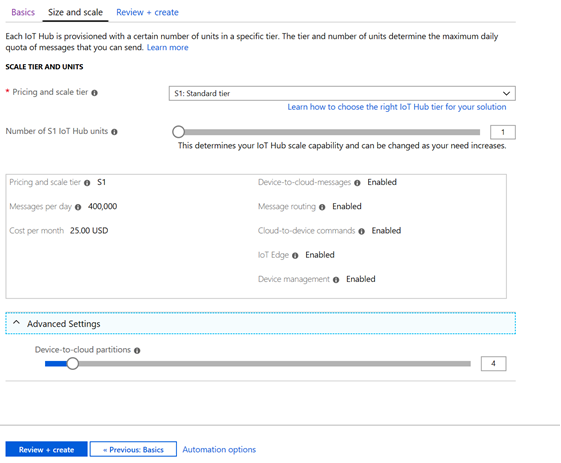 Basics Size and scale Review + create
Each IoT Hub is provisioned with a certain number of units in a specific tier. The tier and number of units determine the maximum daily
quota of messages that you can send. Learn more
SCALE TIER AND UNITS
* Pricing and scale tier S1: Standard tier
Learn how to choose the right IoT Hub tier for your solution
Number of S1 IoT Hub units 1
This determines your IoT Hub scale capability and can be changed as your need increases.
Pricing and scale tier S1 Device-to-cloud-messages Enabled
Messages per day 400,000 Message routing Enabled
Cost per month 25.00 USD Cloud-to-device commands Enabled
IoT Edge Enabled
Device management Enabled
Advanced Settings
Device-to-cloud partitions
4
Review + create « Previous: Basics Automation options